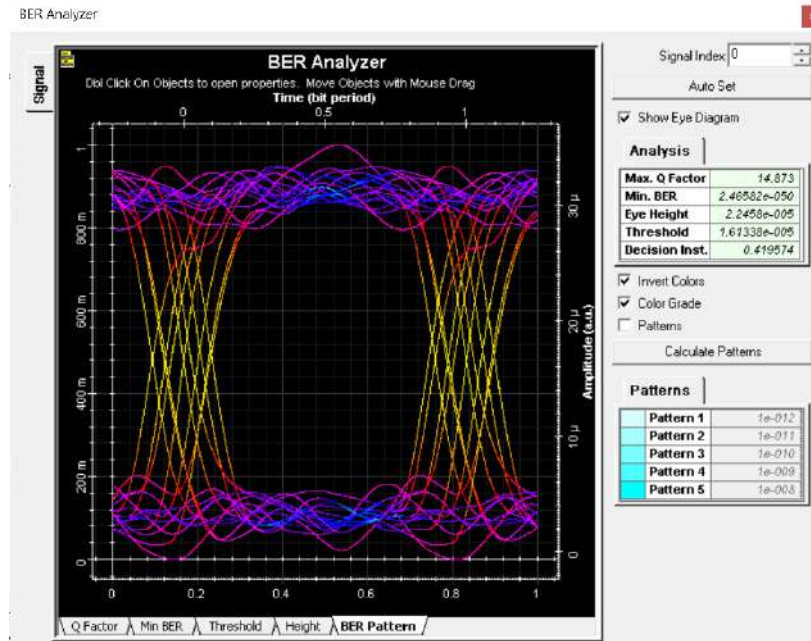 BER Analyzer
Signal
BER Analyzer
Dbl Click On Objects to open properties. Move Objects with Mouse Drag
Time (bit period)
0 0.5 1
1
800 m
600 m
400 m
200 m
0
30 µ
20 µ
10 µ
0
Amplitude (a.u.)
0 0.2 0.4 0.6 0.8 1
Q Factor Min BER Threshold Height BER Pattern
Signal Index: 0
Auto Set
Show Eye Diagram
Analysis
Max. Q Factor 14.873
Min. BER 2.46582e-050
Eye Height 2.2458e-005
Threshold 1.61338e-005
Decision Inst. 0.419574
Invert Colors
Color Grade
Patterns
Calculate Patterns
Patterns
Pattern 1 1e-012
Pattern 2 1e-011
Pattern 3 1e-010
Pattern 4 1e-009
Pattern 5 1e-008